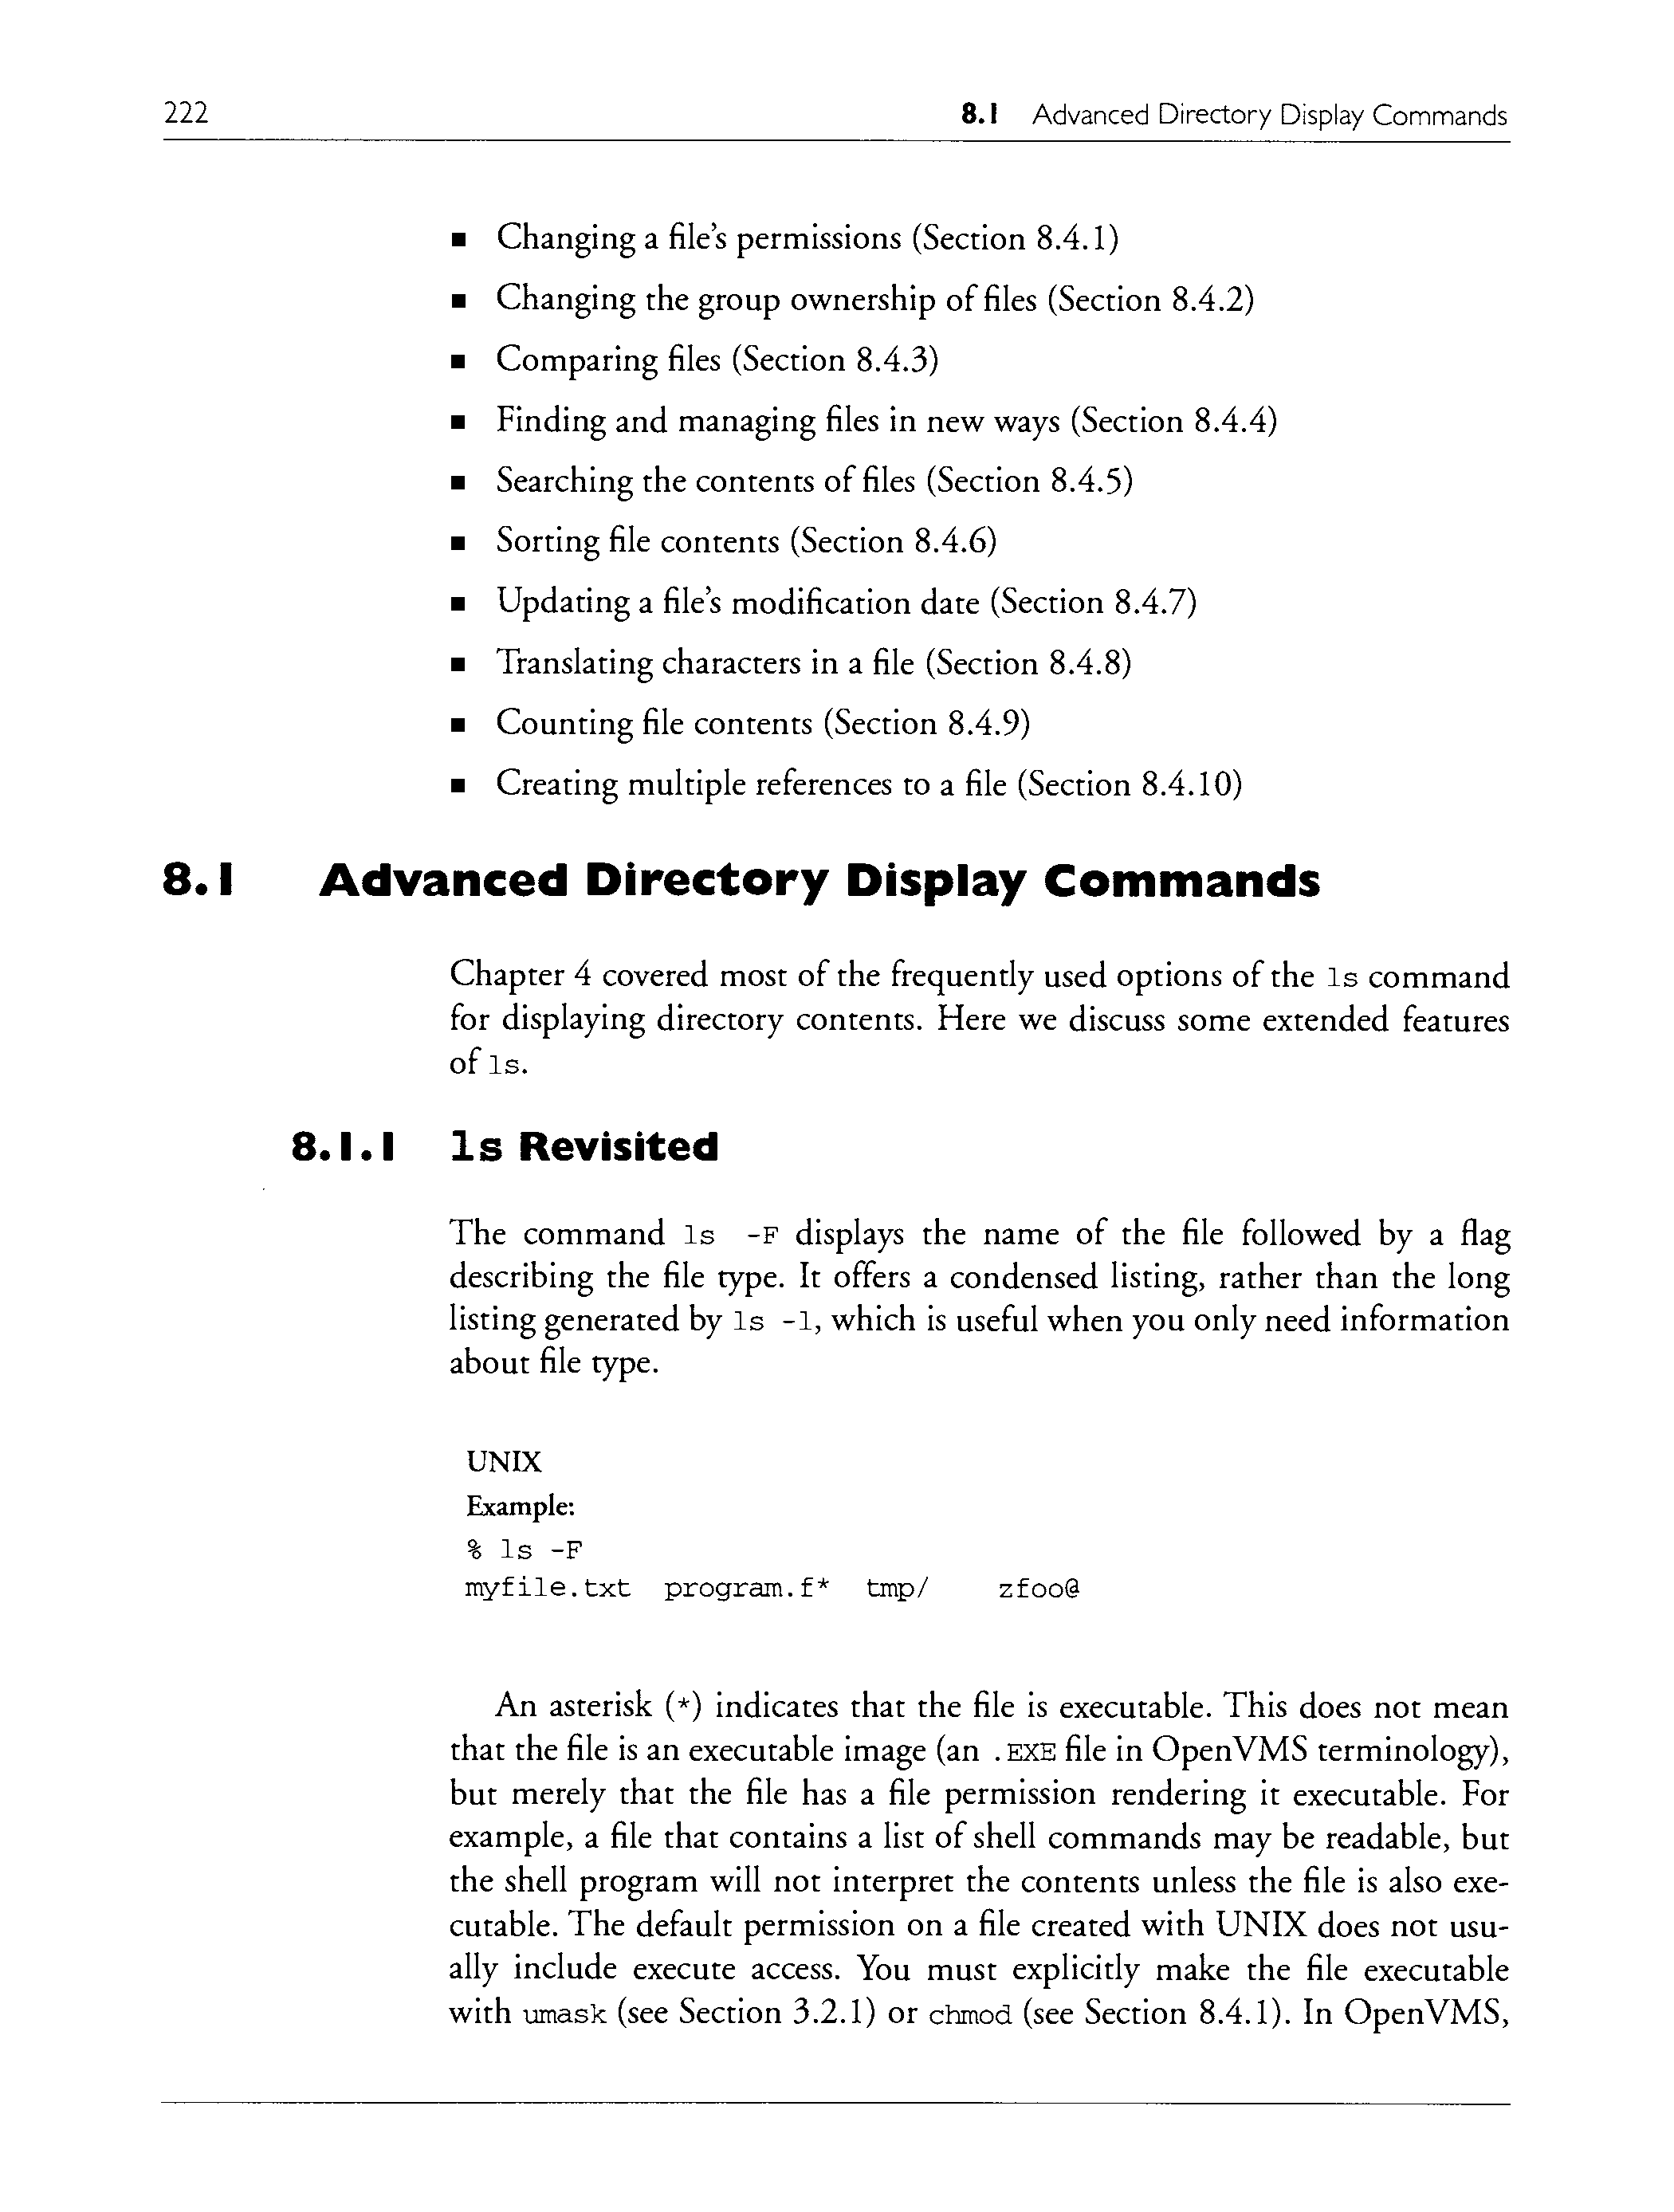 222
8.1 Advanced Directory Display Commands
■ Changing a file's permissions (Section 8.4.1)
■ Changing the group ownership of files (Section 8.4.2)
■ Comparing files (Section 8.4.3)
■ Finding and managing files in new ways (Section 8.4.4)
■ Searching the contents of files (Section 8.4.5)
■ Sorting file contents (Section 8.4.6)
■ Updating a file's modification date (Section 8.4.7)
■ Translating characters in a file (Section 8.4.8)
■ Counting file contents (Section 8.4.9)
■ Creating multiple references to a file (Section 8.4.10)
8.1 Advanced Directory Display Commands
Chapter 4 covered most of the frequently used options of the ls command
for displaying directory contents. Here we discuss some extended features
of ls.
8.1.1 ls Revisited
The command ls -F displays the name of the file followed by a flag
describing the file type. It offers a condensed listing, rather than the long
listing generated by ls -l, which is useful when you only need information
about file type.
UNIX
Example:
% ls -F
myfile.txt program.f* tmp/ zfoo@
An asterisk (*) indicates that the file is executable. This does not mean
that the file is an executable image (an .EXE file in OpenVMS terminology),
but merely that the file has a file permission rendering it executable. For
example, a file that contains a list of shell commands may be readable, but
the shell program will not interpret the contents unless the file is also exe-
cutable. The default permission on a file created with UNIX does not usu-
ally include execute access. You must explicitly make the file executable
with umask (see Section 3.2.1) or chmod (see Section 8.4.1). In OpenVMS,